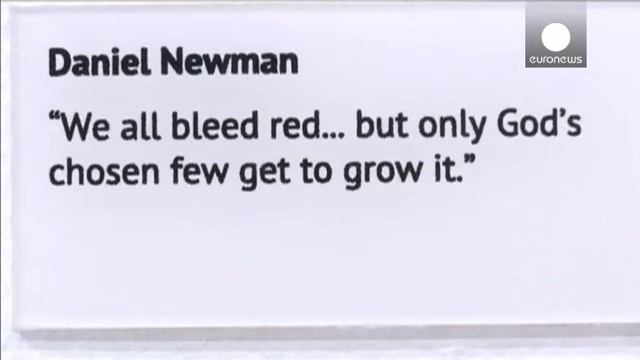 euronews
Daniel Newman
“We all bleed red... but only God’s
chosen few get to grow it.”